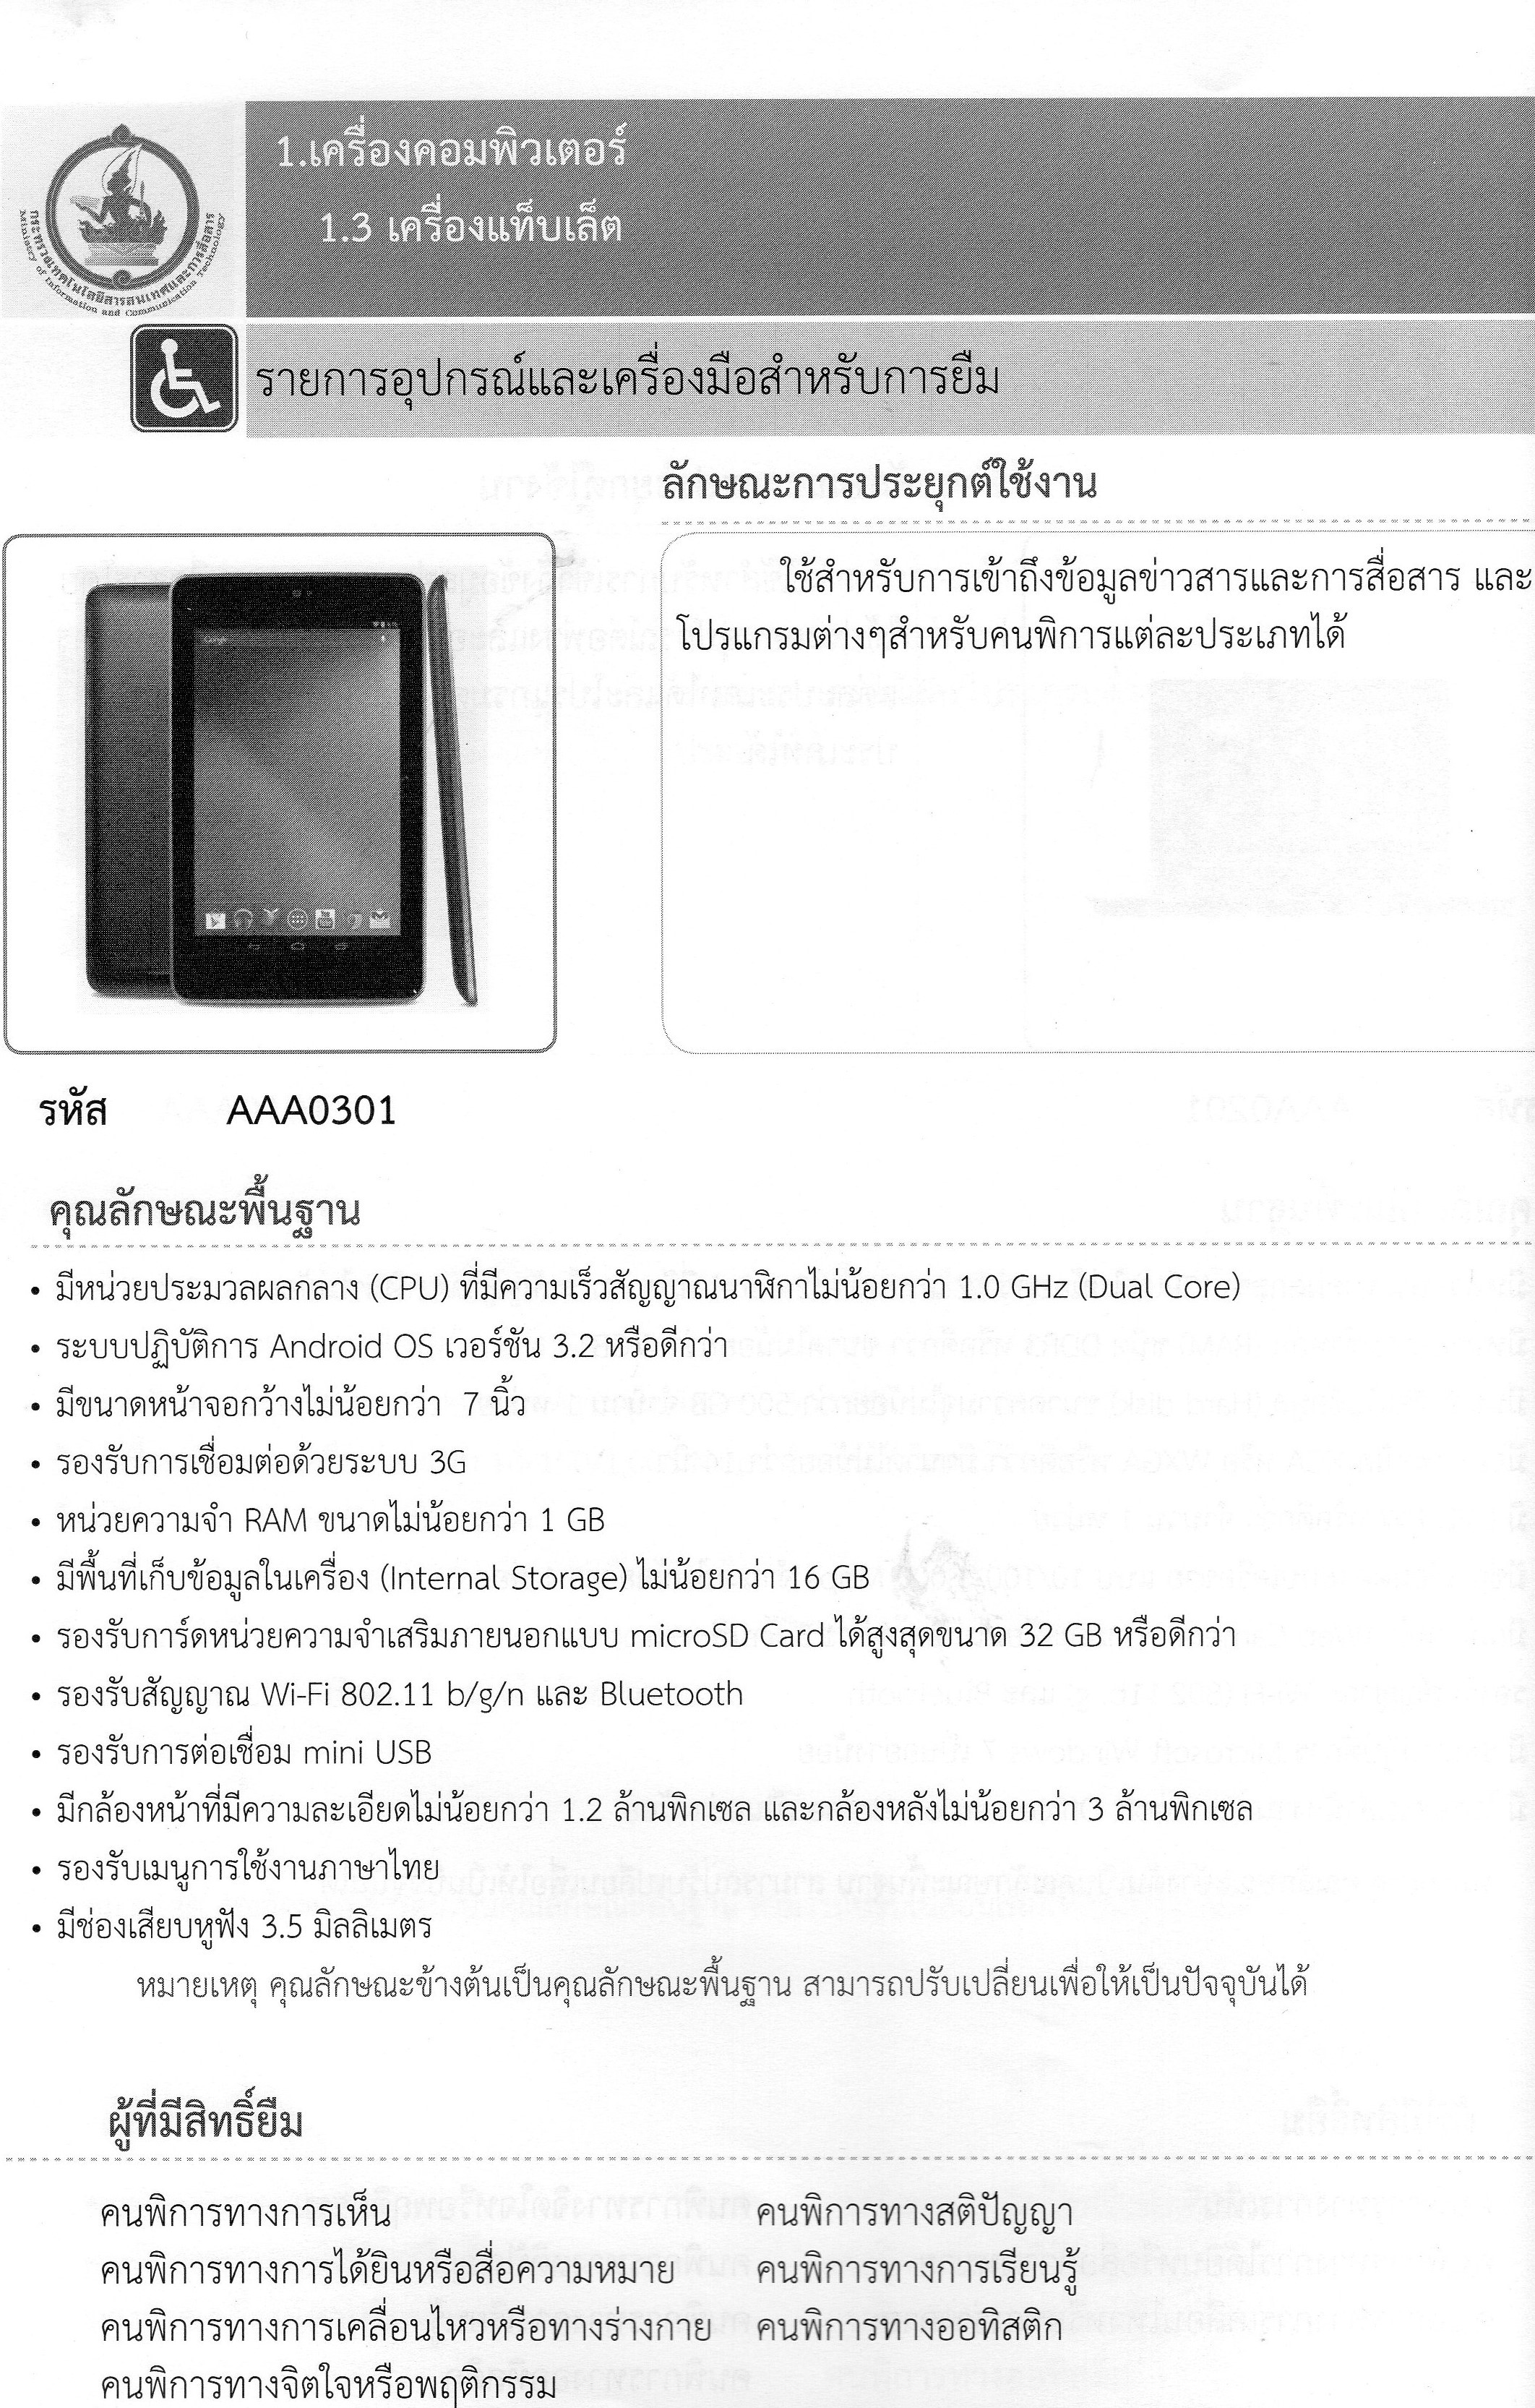 1.เครื่องคอมพิวเตอร์
1.3 เครื่องแท็บเล็ต
กระทรวงเทคโนโลยีสารสนเทศและการสื่อสาร
Ministry of Information and Communication Technology
รายการอุปกรณ์และเครื่องมือสำหรับการยืม
ลักษณะการประยุกต์ใช้งาน
ใช้สำหรับการเข้าถึงข้อมูลข่าวสารและการสื่อสาร และ
โปรแกรมต่างๆสำหรับคนพิการแต่ละประเภทได้
Google
รหัส AAA0301
คุณลักษณะพื้นฐาน
• มีหน่วยประมวลผลกลาง (CPU) ที่มีความเร็วสัญญาณนาฬิกาไม่น้อยกว่า 1.0 GHz (Dual Core)
• ระบบปฏิบัติการ Android OS เวอร์ชัน 3.2 หรือดีกว่า
• มีขนาดหน้าจอกว้างไม่น้อยกว่า 7 นิ้ว
• รองรับการเชื่อมต่อด้วยระบบ 3G
• หน่วยความจำ RAM ขนาดไม่น้อยกว่า 1 GB
• มีพื้นที่เก็บข้อมูลในเครื่อง (Internal Storage) ไม่น้อยกว่า 16 GB
• รองรับการ์ดหน่วยความจำเสริมภายนอกแบบ microSD Card ได้สูงสุดขนาด 32 GB หรือดีกว่า
• รองรับสัญญาณ Wi-Fi 802.11 b/g/n และ Bluetooth
• รองรับการต่อเชื่อม mini USB
• มีกล้องหน้าที่มีความละเอียดไม่น้อยกว่า 1.2 ล้านพิกเซล และกล้องหลังไม่น้อยกว่า 3 ล้านพิกเซล
• รองรับเมนูการใช้งานภาษาไทย
• มีช่องเสียบหูฟัง 3.5 มิลลิเมตร
หมายเหตุ คุณลักษณะข้างต้นเป็นคุณลักษณะพื้นฐาน สามารถปรับเปลี่ยนเพื่อให้เป็นปัจจุบันได้
ผู้ที่มีสิทธิ์ยืม
คนพิการทางการเห็น คนพิการทางสติปัญญา
คนพิการทางการได้ยินหรือสื่อความหมาย คนพิการทางการเรียนรู้
คนพิการทางการเคลื่อนไหวหรือทางร่างกาย คนพิการทางออทิสติก
คนพิการทางจิตใจหรือพฤติกรรม